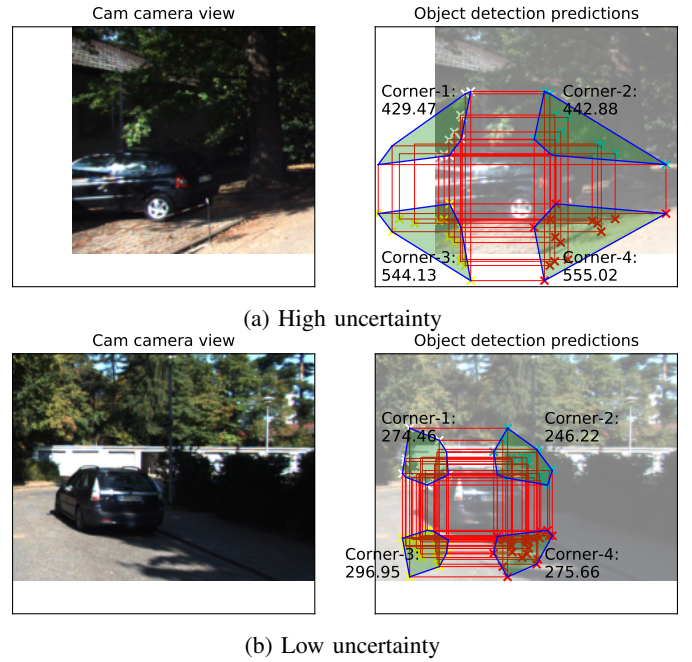 Cam camera view
Object detection predictions
Corner-1:
429.47
Corner-2:
442.88
Corner-3:
544.13
Corner-4:
555.02
(a) High uncertainty
Cam camera view
Object detection predictions
Corner-1:
274.46
Corner-2:
246.22
Corner-3:
296.95
Corner-4:
275.66
(b) Low uncertainty